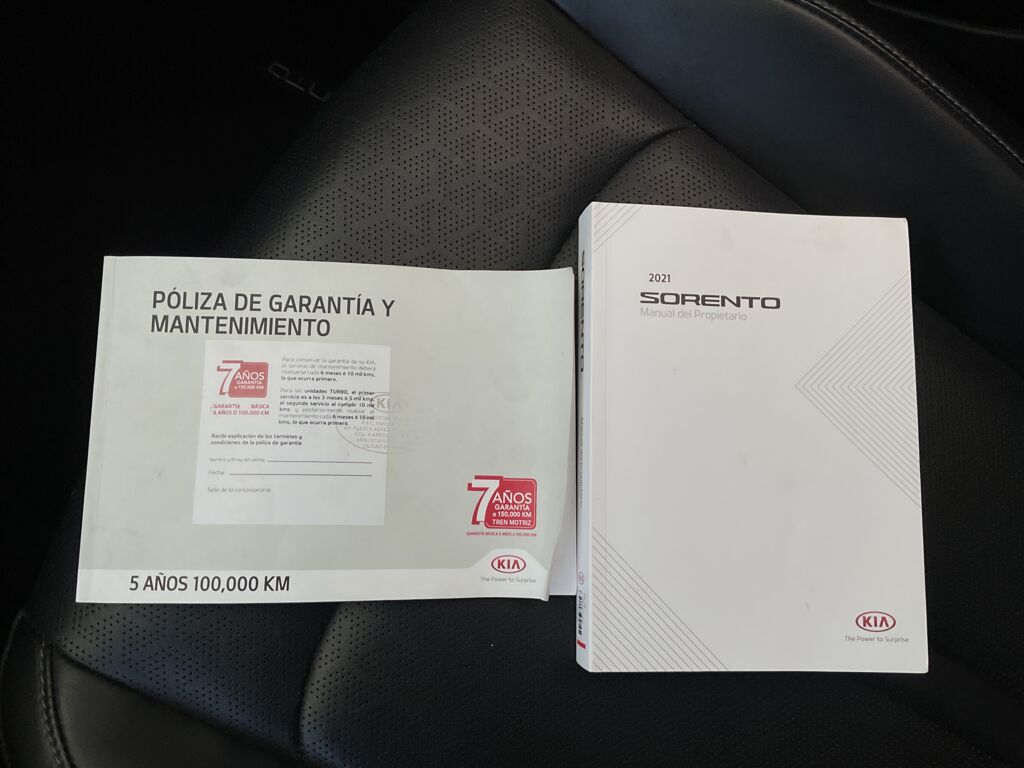 PÓLIZA DE GARANTÍA Y
MANTENIMIENTO
7 AÑOS
GARANTÍA
o 150,000 KM
GARANTÍA BÁSICA
5 AÑOS O 100,000 KM
Para conservar la garantía de su KIA,
el servicio de mantenimiento deberá
realizarse cada 6 meses ó 10 mil kms,
lo que ocurra primero.
Para las unidades TURBO, el primer
servicio es a los 3 meses ó 5 mil kms,
el segundo servicio al cumplir 10 mil
kms y posteriormente realizar el
mantenimiento cada 6 meses ó 10 mil
kms, lo que ocurra primero.
Recibí explicación de los términos y
condiciones de la póliza de garantía
Nombre y firma del cliente:
Fecha:
Sello de la concesionaria:
KIA
7 AÑOS
GARANTÍA
o 150,000 KM
TREN MOTRIZ
GARANTÍA BÁSICA 5 AÑOS o 100,000 KM
KIA
The Power to Surprise
5 AÑOS 100,000 KM
SORENTO
2021
SORENTO
Manual del Propietario
KIA
The Power to Surprise